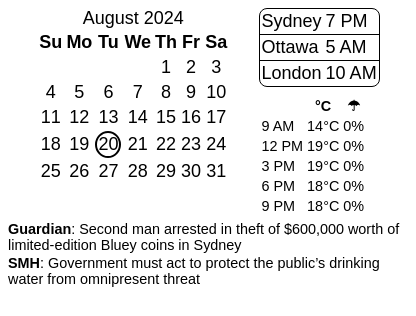 August 2024
Su Mo Tu We Th Fr Sa
1 2 3
4 5 6 7 8 9 10
11 12 13 14 15 16 17
18 19 20 21 22 23 24
25 26 27 28 29 30 31
Sydney 7 PM
Ottawa 5 AM
London 10 AM
°C ☂
9 AM 14°C 0%
12 PM 19°C 0%
3 PM 19°C 0%
6 PM 18°C 0%
9 PM 18°C 0%
Guardian: Second man arrested in theft of $600,000 worth of
limited-edition Bluey coins in Sydney
SMH: Government must act to protect the public’s drinking
water from omnipresent threat